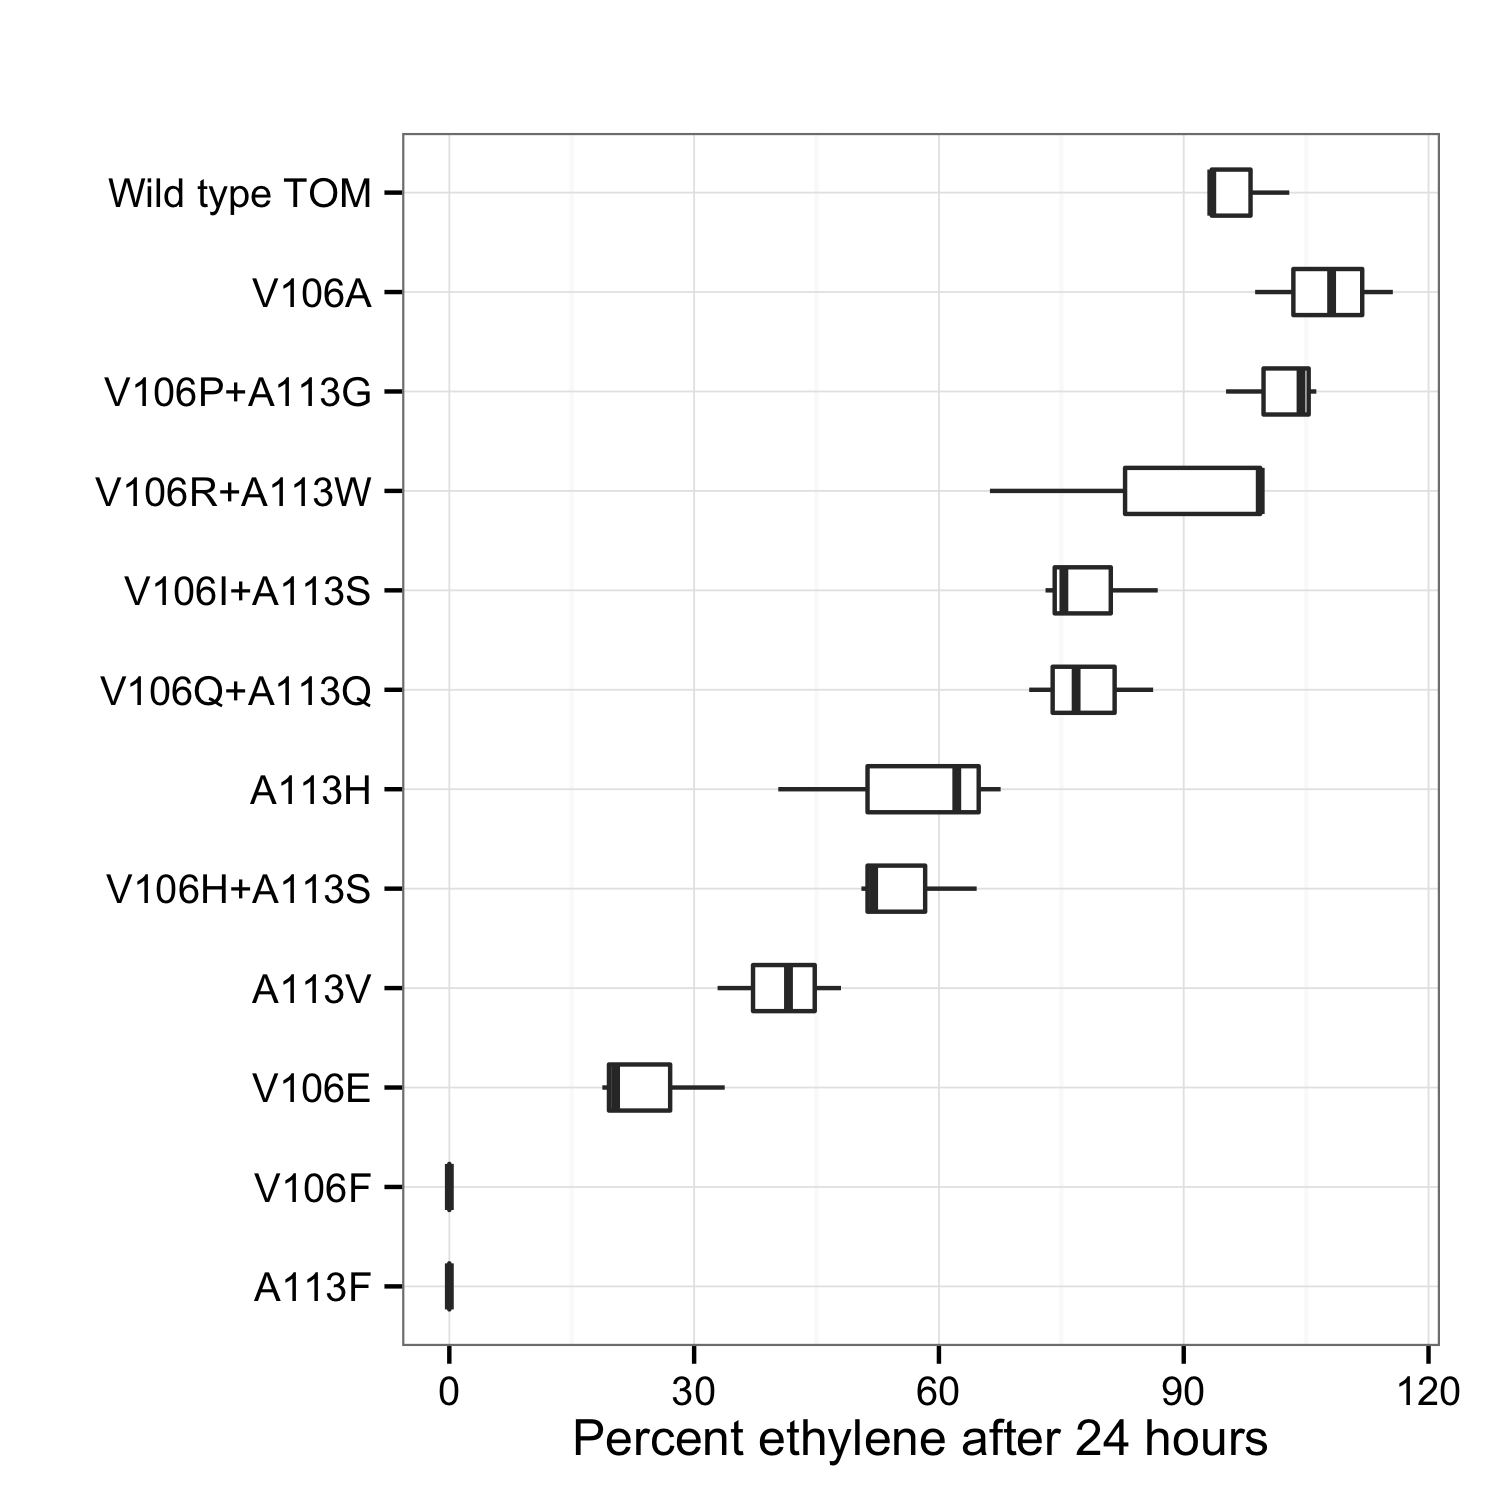 Wild type TOM
V106A
V106P+A113G
V106R+A113W
V106I+A113S
V106Q+A113Q
A113H
V106H+A113S
A113V
V106E
V106F
A113F
0 30 60 90 120
Percent ethylene after 24 hours